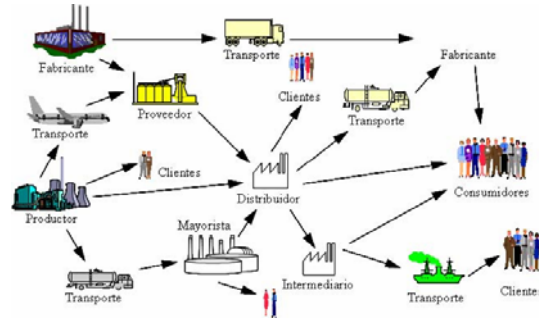 Fabricante
Transporte
Fabricante
Clientes
Transporte
Proveedor
Transporte
Clientes
Consumidores
Productor
Distribuidor
Mayorista
Transporte
Intermediario
Transporte
Clientes